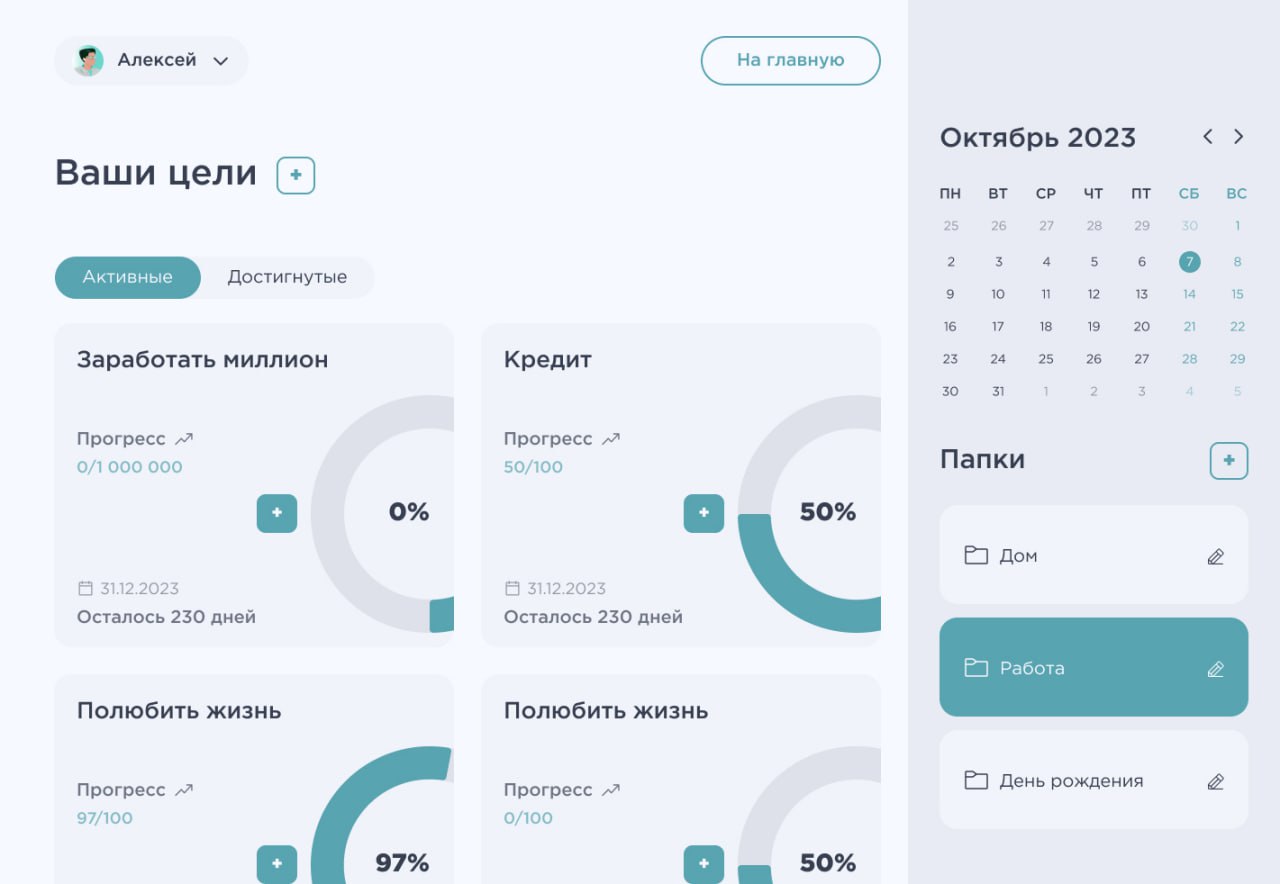 Алексей
На главную
Ваши цели
+
Активные
Достигнутые
Заработать миллион
Прогресс
0/1 000 000
+
0%
31.12.2023
Осталось 230 дней
Кредит
Прогресс
50/100
+
50%
31.12.2023
Осталось 230 дней
Полюбить жизнь
Прогресс
97/100
+
97%
Полюбить жизнь
Прогресс
0/100
+
50%
Октябрь 2023
ПН ВТ СР ЧТ ПТ СБ ВС
25 26 27 28 29 30 1
2 3 4 5 6 7 8
9 10 11 12 13 14 15
16 17 18 19 20 21 22
23 24 25 26 27 28 29
30 31 1 2 3 4 5
Папки
+
Дом
Работа
День рождения